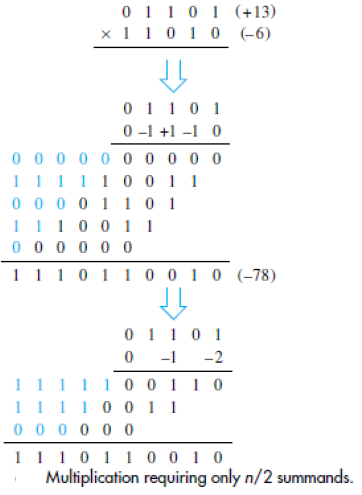 0 1 1 0 1 (+13)
× 1 1 0 1 0 (–6)
0 1 1 0 1
0 –1 +1 –1 0
0 0 0 0 0 0 0 0 0 0
1 1 1 1 1 0 0 1 1
0 0 0 0 1 1 0 1
1 1 1 0 0 1 1
0 0 0 0 0 0
1 1 1 0 1 1 0 0 1 0 (–78)
0 1 1 0 1
0 –1 –2
1 1 1 1 1 0 0 1 1 0
1 1 1 1 0 0 1 1
0 0 0 0 0 0
1 1 1 0 1 1 0 0 1 0
Multiplication requiring only n/2 summands.